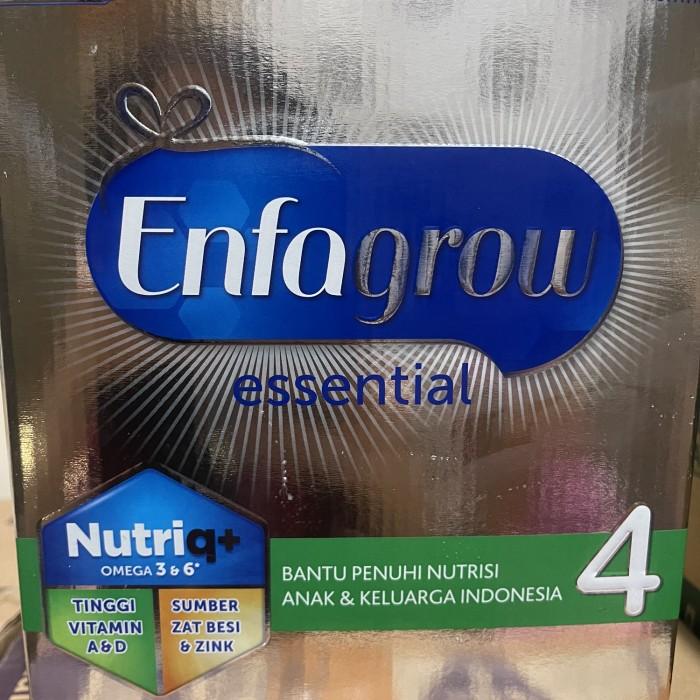 Enfagrow
essential
Nutriq+
OMEGA 3 & 6*
TINGGI
VITAMIN
A&D
SUMBER
ZAT BESI
& ZINK
BANTU PENUHI NUTRISI
ANAK & KELUARGA INDONESIA
4